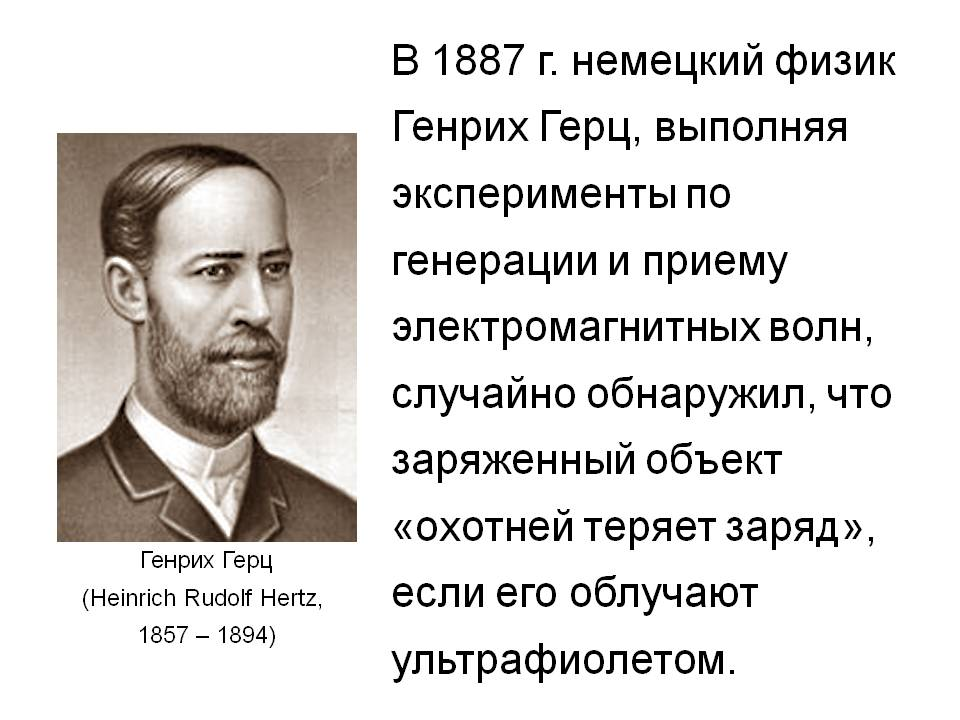 В 1887 г. немецкий физик
Генрих Герц, выполняя
эксперименты по
генерации и приему
электромагнитных волн,
случайно обнаружил, что
заряженный объект
«охотней теряет заряд»,
если его облучают
ультрафиолетом.
Генрих Герц
(Heinrich Rudolf Hertz,
1857 – 1894)